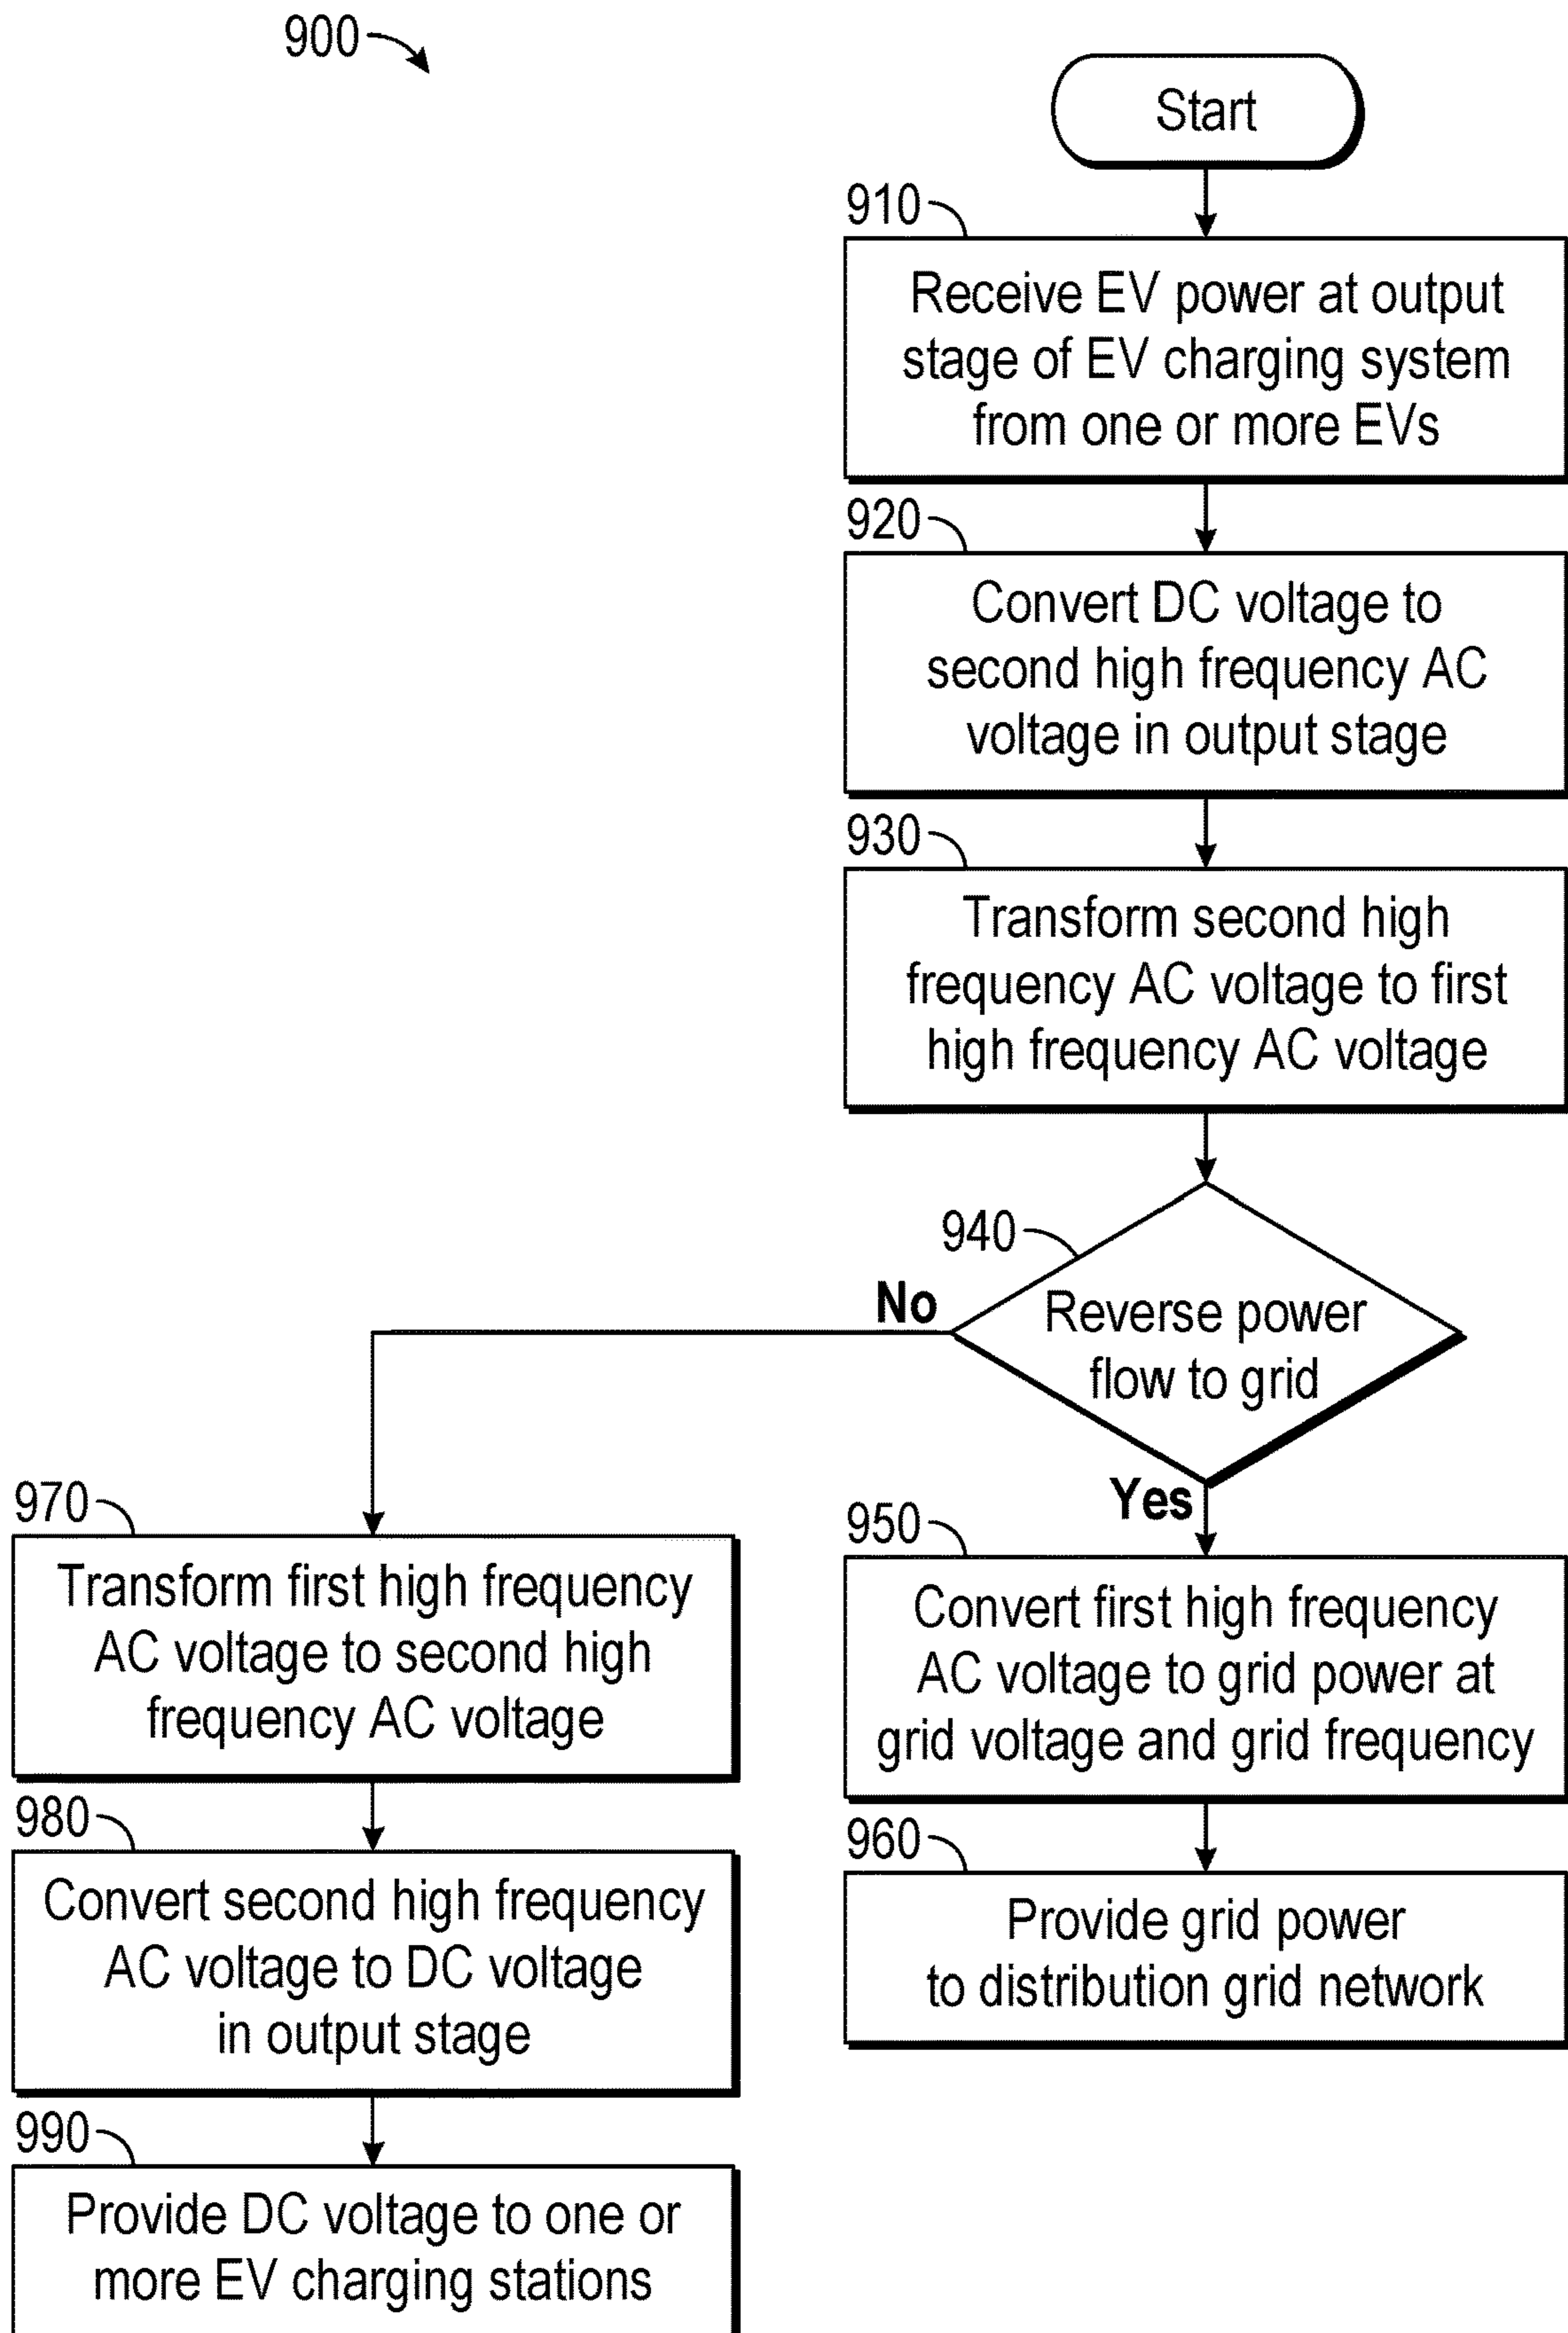 900
Start
910
Receive EV power at output
stage of EV charging system
from one or more EVs
920
Convert DC voltage to
second high frequency AC
voltage in output stage
930
Transform second high
frequency AC voltage to first
high frequency AC voltage
940
Reverse power
flow to grid
No
Yes
950
Convert first high frequency
AC voltage to grid power at
grid voltage and grid frequency
960
Provide grid power
to distribution grid network
970
Transform first high frequency
AC voltage to second high
frequency AC voltage
980
Convert second high frequency
AC voltage to DC voltage
in output stage
990
Provide DC voltage to one or
more EV charging stations